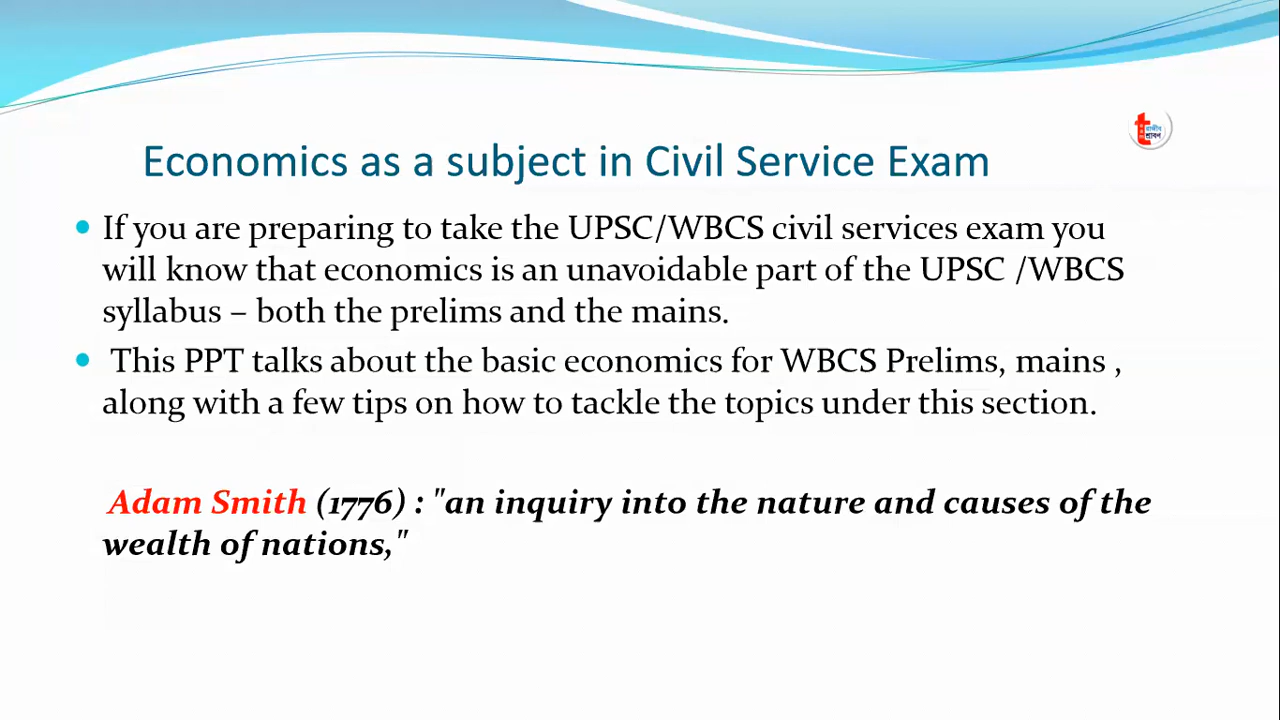 Economics as a subject in Civil Service Exam
• If you are preparing to take the UPSC/WBCS civil services exam you
will know that economics is an unavoidable part of the UPSC /WBCS
syllabus – both the prelims and the mains.
• This PPT talks about the basic economics for WBCS Prelims, mains ,
along with a few tips on how to tackle the topics under this section.
Adam Smith (1776) : "an inquiry into the nature and causes of the
wealth of nations,"